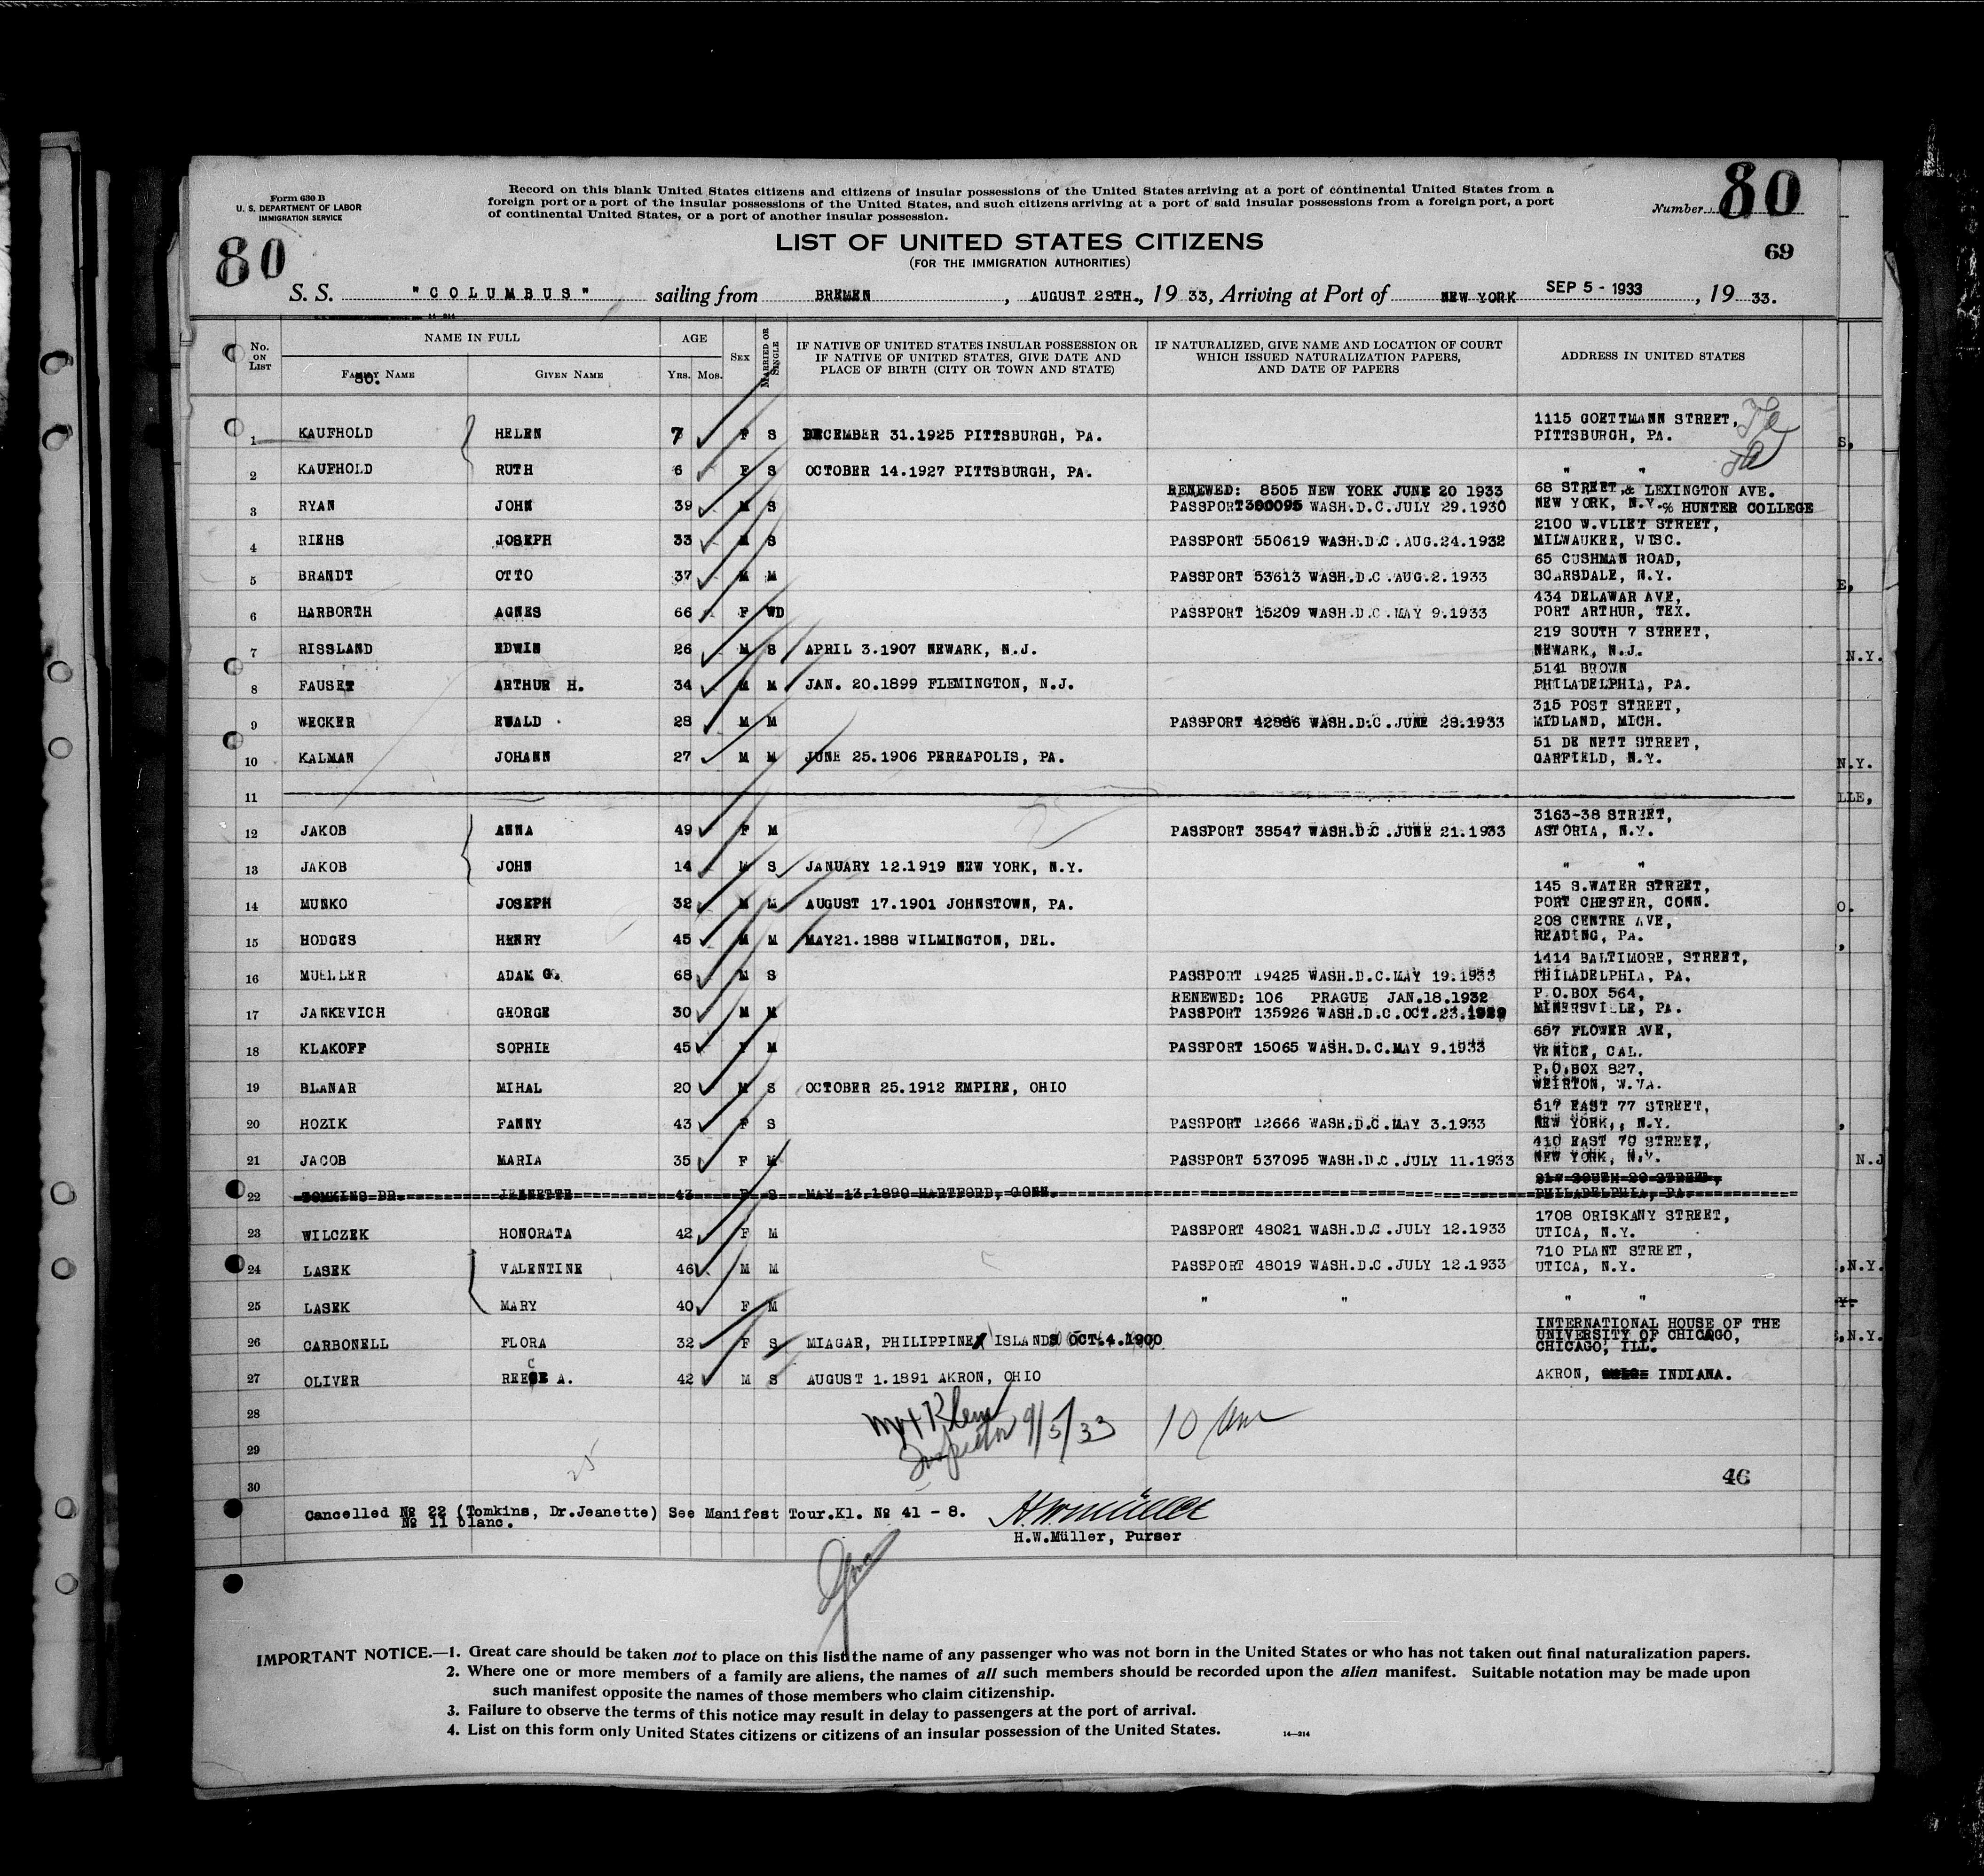 Form 630 B
U. S. DEPARTMENT OF LABOR
IMMIGRATION SERVICE
Record on this blank United States citizens and citizens of insular possessions of the United States arriving at a port of continental United States from a
foreign port or a port of the insular possessions of the United States, and such citizens arriving at a port of said insular possessions from a foreign port, a port
of continental United States, or a port of another insular possession.
Number 80
80
LIST OF UNITED STATES CITIZENS
(FOR THE IMMIGRATION AUTHORITIES)
69
S. S. "COLUMBUS" sailing from BREMEN, AUGUST 28TH., 1933, Arriving at Port of NEW YORK SEP 5 - 1933, 1933.
No. ON LIST
NAME IN FULL
FAMILY NAME
80.
GIVEN NAME
AGE
YRS. MOS.
SEX
MARRIED OR SINGLE
IF NATIVE OF UNITED STATES INSULAR POSSESSION OR
IF NATIVE OF UNITED STATES, GIVE DATE AND
PLACE OF BIRTH (CITY OR TOWN AND STATE)
IF NATURALIZED, GIVE NAME AND LOCATION OF COURT
WHICH ISSUED NATURALIZATION PAPERS,
AND DATE OF PAPERS
ADDRESS IN UNITED STATES
1 KAUFHOLD HELEN 7 F S DECEMBER 31.1925 PITTSBURGH, PA. 1115 GOETTMANN STREET,
PITTSBURGH, PA.
2 KAUFHOLD RUTH 6 F S OCTOBER 14.1927 PITTSBURGH, PA. " "
3 RYAN JOHN 39 M S RENEWED: 8505 NEW YORK JUNE 20 1933 68 STREET,& LEXINGTON AVE.
PASSPORT 300095 WASH.D.C.JULY 29.1930 NEW YORK, N.Y.% HUNTER COLLEGE
4 RIEHS JOSEPH 33 M S PASSPORT 550619 WASH.D.C.AUG.24.1932 2100 W.VLIET STREET,
MILWAUKEE, WISC.
5 BRANDT OTTO 37 M M PASSPORT 53613 WASH.D.C.AUG.2.1933 65 CUSHMAN ROAD,
SCARSDALE, N.Y.
6 HARBORTH AGNES 66 F WD PASSPORT 15209 WASH.D.C.MAY 9.1933 434 DELAWAR AVE,
PORT ARTHUR, TEX.
7 RISSLAND EDWIN 26 M S APRIL 3.1907 NEWARK, N.J. 219 SOUTH 7 STREET,
NEWARK, N.J.
8 FAUSET ARTHUR H. 34 M M JAN. 20.1899 FLEMINGTON, N.J. 5141 BROWN
PHILADELPHIA, PA.
9 WECKER EWALD 28 M M PASSPORT 42886 WASH.D.C.JUNE 28.1933 315 POST STREET,
MIDLAND, MICH.
10 KALMAN JOHANN 27 M M JUNE 25.1906 PEREAPOLIS, PA. 51 DE NETT STREET,
GARFIELD, N.Y.
11
12 JAKOB ANNA 49 F M PASSPORT 38547 WASH.D.C.JUNE 21.1933 3163-38 STREET,
ASTORIA, N.Y.
13 JAKOB JOHN 14 M S JANUARY 12.1919 NEW YORK, N.Y. " "
14 MUNKO JOSEPH 32 M M AUGUST 17.1901 JOHNSTOWN, PA. 145 S.WATER STREET,
PORT CHESTER, CONN.
15 HODGES HENRY 45 M M MAY21.1888 WILMINGTON, DEL. 208 CENTRE AVE,
READING, PA.
16 MUELLER ADAM G. 68 M S PASSPORT 19425 WASH.D.C.MAY 19.1933 1414 BALTIMORE, STREET,
PHILADELPHIA, PA.
17 JANKEVICH GEORGE 30 M M RENEWED: 106 PRAGUE JAN.18.1932 P.O.BOX 564,
PASSPORT 135926 WASH.D.C.OCT.23.1929 MINERSVILLE, PA.
18 KLAKOFF SOPHIE 45 F M PASSPORT 15065 WASH.D.C.MAY 9.1933 657 FLOWER AVE,
VENICE, CAL.
19 BLANAR MIHAL 20 M S OCTOBER 25.1912 EMPIRE, OHIO P.O.BOX 827,
WEIRTON, W.VA.
20 HOZIK FANNY 43 F S PASSPORT 12666 WASH.D.C.MAY 3.1933 517 EAST 77 STREET,
NEW YORK,, N.Y.
21 JACOB MARIA 35 F M PASSPORT 537095 WASH.D.C.JULY 11.1933 410 EAST 70 STREET,
NEW YORK, N.Y.
22 TOMKINS DR. JEANETTE 43 F S MAY 13.1890 HARTFORD, CONN. 217 SOUTH 20 STREET,
PHILADELPHIA, PA.
23 WILCZEK HONORATA 42 F M PASSPORT 48021 WASH.D.C.JULY 12.1933 1708 ORISKANY STREET,
UTICA, N.Y.
24 LASEK VALENTINE 46 M M PASSPORT 48019 WASH.D.C.JULY 12.1933 710 PLANT STREET,
UTICA, N.Y.
25 LASEK MARY 40 F M " " " "
26 CARBONELL FLORA 32 F S MIAGAR, PHILIPPINE ISLANDS OCT.4.1900 INTERNATIONAL HOUSE OF THE
UNIVERSITY OF CHICAGO,
CHICAGO, ILL.
27 OLIVER REECE A. 42 M S AUGUST 1.1891 AKRON, OHIO AKRON, INDIANA.
28
29
30
Inspector 9/5/33 10
25
46
Cancelled № 22 (Tomkins, Dr.Jeanette) See Manifest Tour.Kl. № 41 - 8.
№ 11 blanc.
H.W.Müller
H.W.Müller, Purser
IMPORTANT NOTICE.—1. Great care should be taken not to place on this list the name of any passenger who was not born in the United States or who has not taken out final naturalization papers.
2. Where one or more members of a family are aliens, the names of all such members should be recorded upon the alien manifest. Suitable notation may be made upon
such manifest opposite the names of those members who claim citizenship.
3. Failure to observe the terms of this notice may result in delay to passengers at the port of arrival.
4. List on this form only United States citizens or citizens of an insular possession of the United States.
14—214